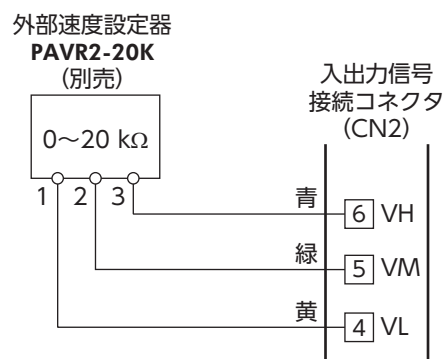 外部速度設定器
PAVR2-20K
（別売）
入出力信号
接続コネクタ
（CN2）
0～20 kΩ
1 2 3
青
6 VH
緑
5 VM
黄
4 VL